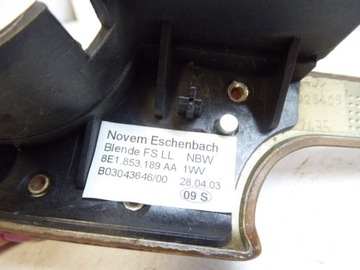 Novem Eschenbach
Blende FS LL NBW
8E1.853.189 AA 1WV
B03043646/00 28.04.03
09 S